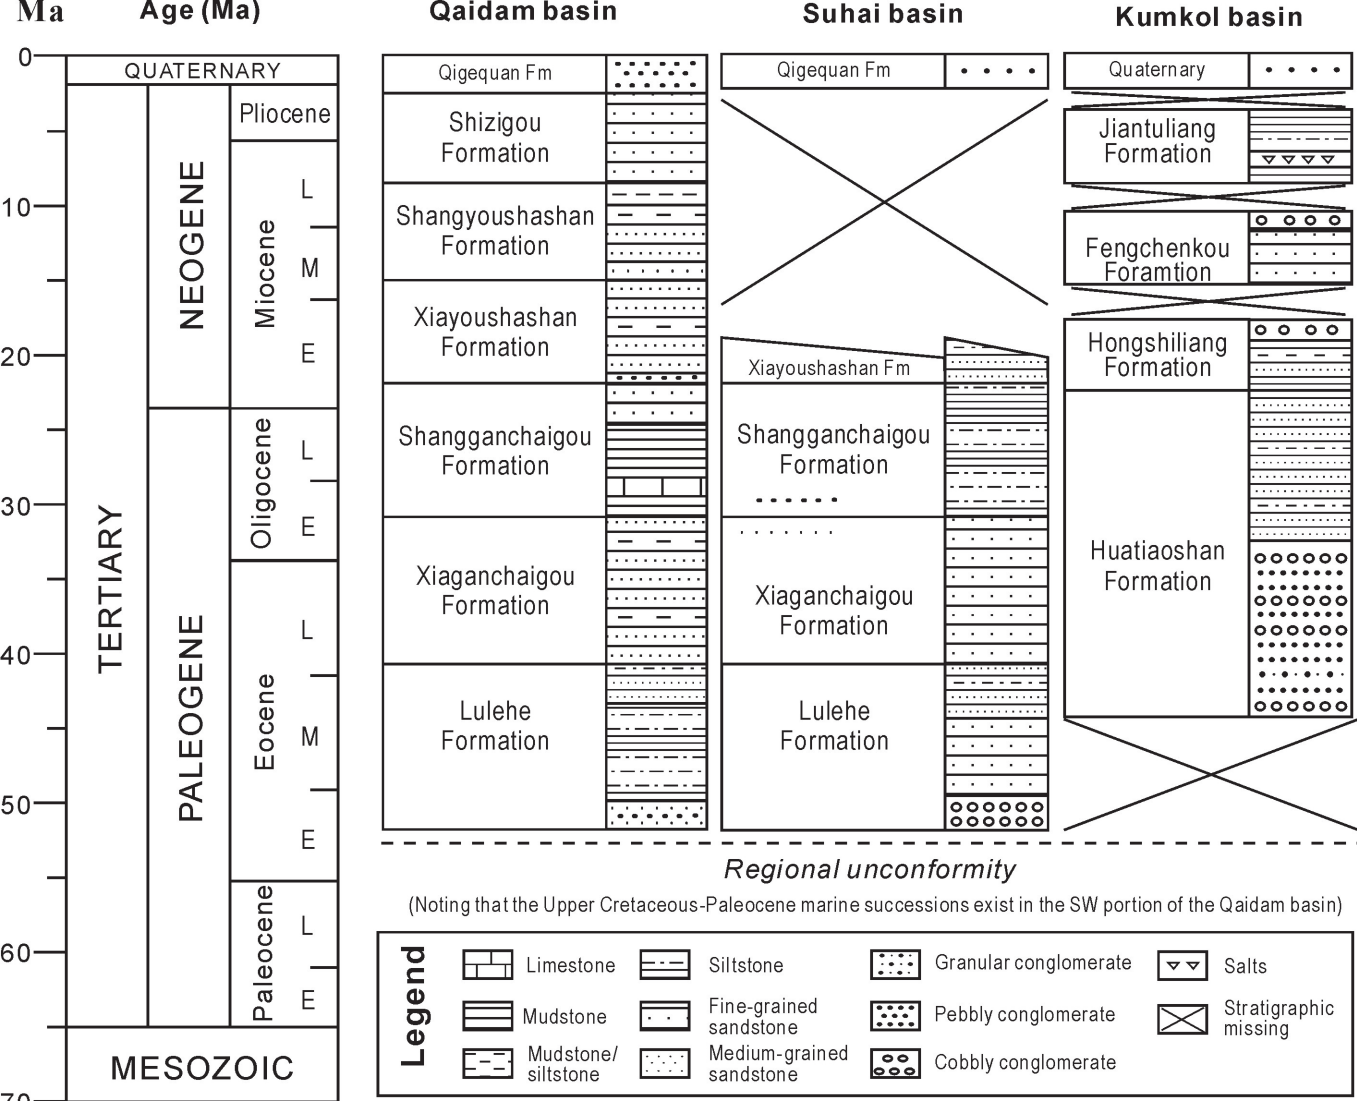 Ma
Age (Ma)
Qaidam basin
Suhai basin
Kumkol basin
0
10
20
30
40
50
60
70
QUATERNARY
TERTIARY
NEOGENE
PALEOGENE
Pliocene
Miocene
L
M
E
Oligocene
L
E
Eocene
L
M
E
Paleocene
L
E
MESOZOIC
Qigequan Fm
Shizigou
Formation
Shangyoushashan
Formation
Xiayoushashan
Formation
Shangganchaigou
Formation
Xiaganchaigou
Formation
Lulehe
Formation
Qigequan Fm
Xiayoushashan Fm
Shangganchaigou
Formation
Xiaganchaigou
Formation
Lulehe
Formation
Quaternary
Jiantuliang
Formation
Fengchenkou
Foramtion
Hongshiliang
Formation
Huatiaoshan
Formation
Regional unconformity
(Noting that the Upper Cretaceous-Paleocene marine successions exist in the SW portion of the Qaidam basin)
Legend
Limestone
Mudstone
Mudstone/
siltstone
Siltstone
Fine-grained
sandstone
Medium-grained
sandstone
Granular conglomerate
Pebbly conglomerate
Cobbly conglomerate
Salts
Stratigraphic
missing